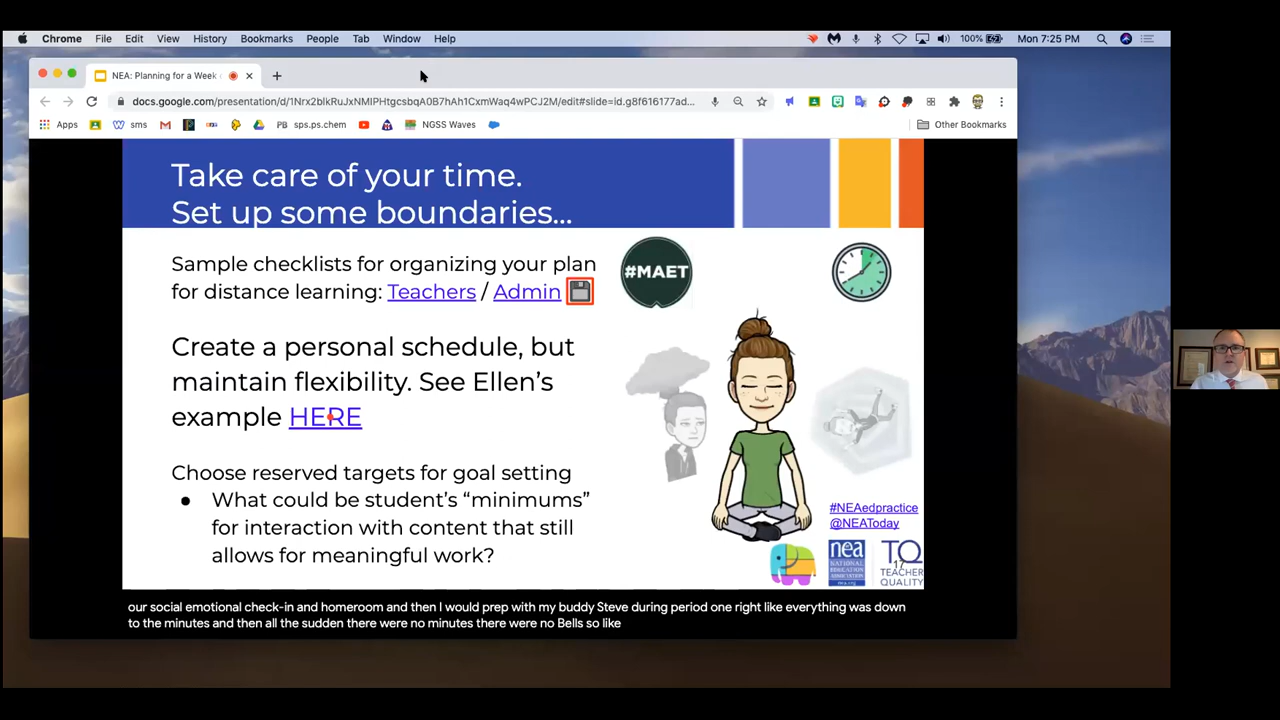 Chrome File Edit View History Bookmarks People Tab Window Help 100% Mon 7:25 PM
NEA: Planning for a Week
docs.google.com/presentation/d/1Nrx2blkRuJxNMIPHtgcsbqA0B7hAh1CxmWaq4wPCJ2M/edit#slide=id.g8f616177ad...
Apps sms PB sps.ps.chem NGSS Waves Other Bookmarks
Take care of your time.
Set up some boundaries...
Sample checklists for organizing your plan
for distance learning: Teachers / Admin
#MAET
Create a personal schedule, but
maintain flexibility. See Ellen's
example HERE
Choose reserved targets for goal setting
● What could be student's "minimums"
for interaction with content that still
allows for meaningful work?
#NEAedpractice
@NEAToday
nea
NATIONAL
EDUCATION
ASSOCIATION
nea.org
TQ
17
TEACHER
QUALITY
our social emotional check-in and homeroom and then I would prep with my buddy Steve during period one right like everything was down
to the minutes and then all the sudden there were no minutes there were no Bells so like